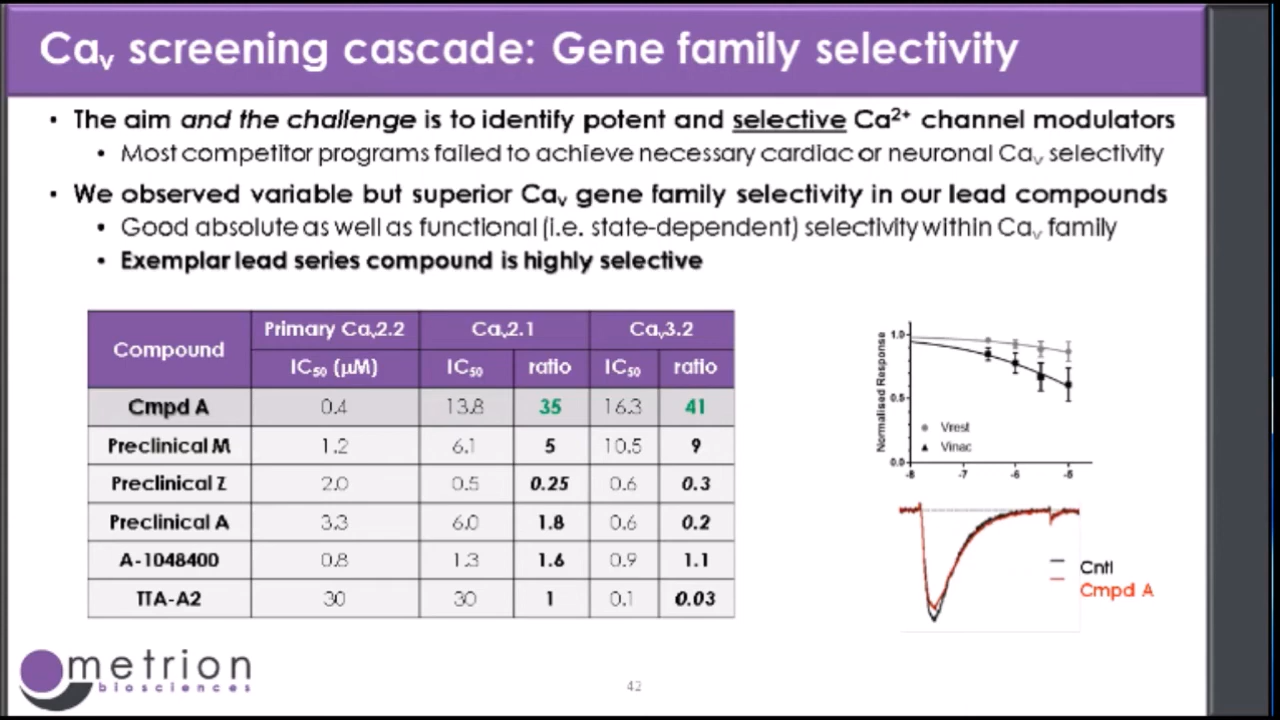 Cav screening cascade: Gene family selectivity
• The aim and the challenge is to identify potent and selective Ca2+ channel modulators
• Most competitor programs failed to achieve necessary cardiac or neuronal Cav selectivity
• We observed variable but superior Cav gene family selectivity in our lead compounds
• Good absolute as well as functional (i.e. state-dependent) selectivity within Cav family
• Exemplar lead series compound is highly selective
Compound Primary Cav2.2 Cav2.1 Cav3.2
IC50 (μM) IC50 ratio IC50 ratio
Cmpd A 0.4 13.8 35 16.3 41
Preclinical M 1.2 6.1 5 10.5 9
Preclinical Z 2.0 0.5 0.25 0.6 0.3
Preclinical A 3.3 6.0 1.8 0.6 0.2
A-1048400 0.8 1.3 1.6 0.9 1.1
TTA-A2 30 30 1 0.1 0.03
Normalised Response
1.0
0.5
0.0
Vrest
Vinac
-8 -7 -6 -5
Cntl
Cmpd A
metrion
biosciences
42